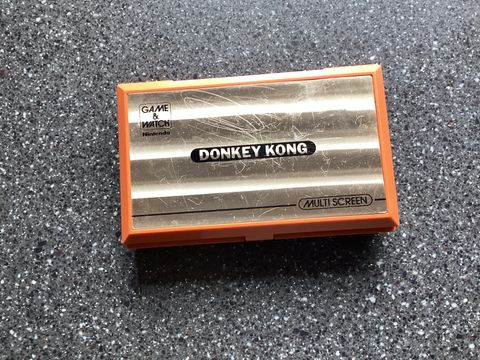 GAME
&
WATCH
Nintendo
DONKEY KONG
MULTI SCREEN